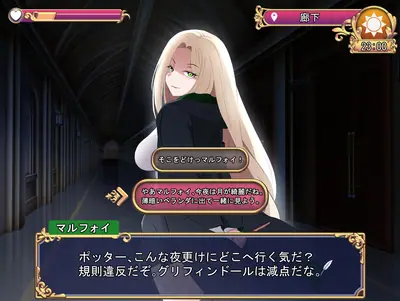 廊下
23:00
そこをどけっマルフォイ!
やあマルフォイ、今夜は月が綺麗だね。
薄暗いベランダに出て一緒に見よう。
マルフォイ
ポッター、こんな夜更けにどこへ行く気だ?
規則違反だぞ。グリフィンドールは減点だな。